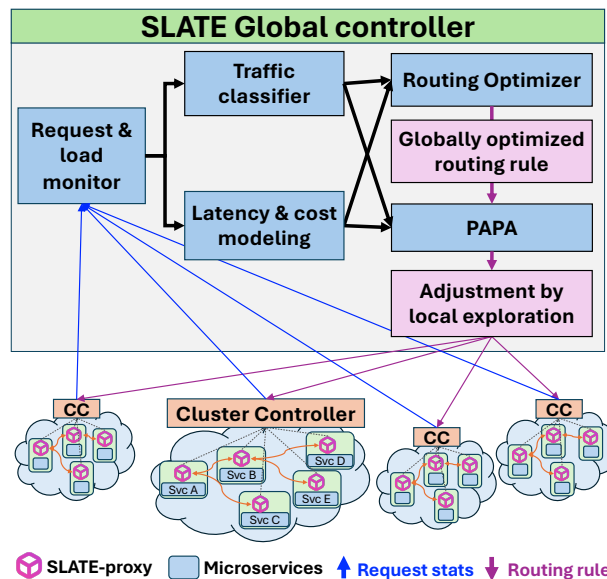 SLATE Global controller
Traffic
classifier
Routing Optimizer
Request &
load
monitor
Globally optimized
routing rule
Latency & cost
modeling
PAPA
Adjustment by
local exploration
CC
Cluster Controller
CC
CC
Svc A
Svc B
Svc C
Svc D
Svc E
SLATE-proxy
Microservices
Request stats
Routing rule